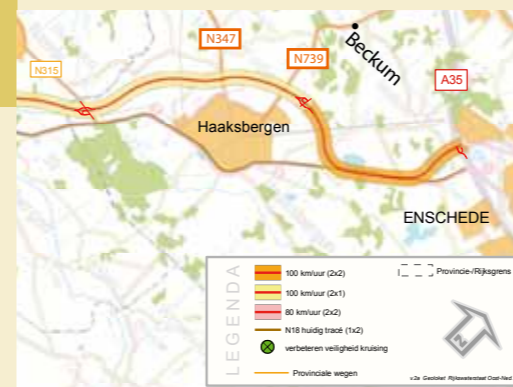 N347
Beckum
N739
N315
A35
Haaksbergen
ENSCHEDE
LEGENDA
100 km/uur (2x2)
100 km/uur (2x1)
80 km/uur (2x2)
N18 huidig tracé (1x2)
verbeteren veiligheid kruising
Provinciale wegen
Provincie-/Rijksgrens
N